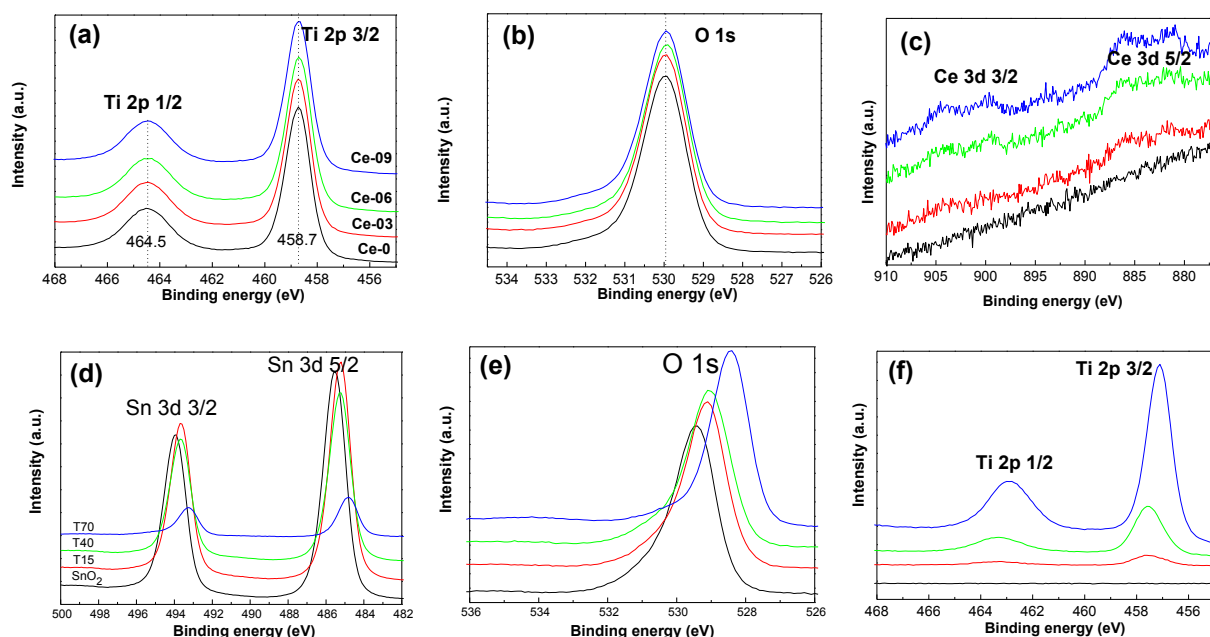 (a)
Ti 2p 3/2
Ti 2p 1/2
Ce-09
Ce-06
Ce-03
Ce-0
464.5
458.7
Intensity (a.u.)
468 466 464 462 460 458 456
Binding energy (eV)
(b)
O 1s
Intensity (a.u.)
534 533 532 531 530 529 528 527 526
Binding energy (eV)
(c)
Ce 3d 5/2
Ce 3d 3/2
Intensity (a.u.)
910 905 900 895 890 885 880
Binding energy (eV)
(d)
Sn 3d 5/2
Sn 3d 3/2
T70
T40
T15
SnO2
Intensity (a.u.)
500 498 496 494 492 490 488 486 484 482
Binding energy (eV)
(e)
O 1s
Intensity (a.u.)
536 534 532 530 528 526
Binding energy (eV)
(f)
Ti 2p 3/2
Ti 2p 1/2
Intensity (a.u.)
468 466 464 462 460 458 456
Binding energy (eV)